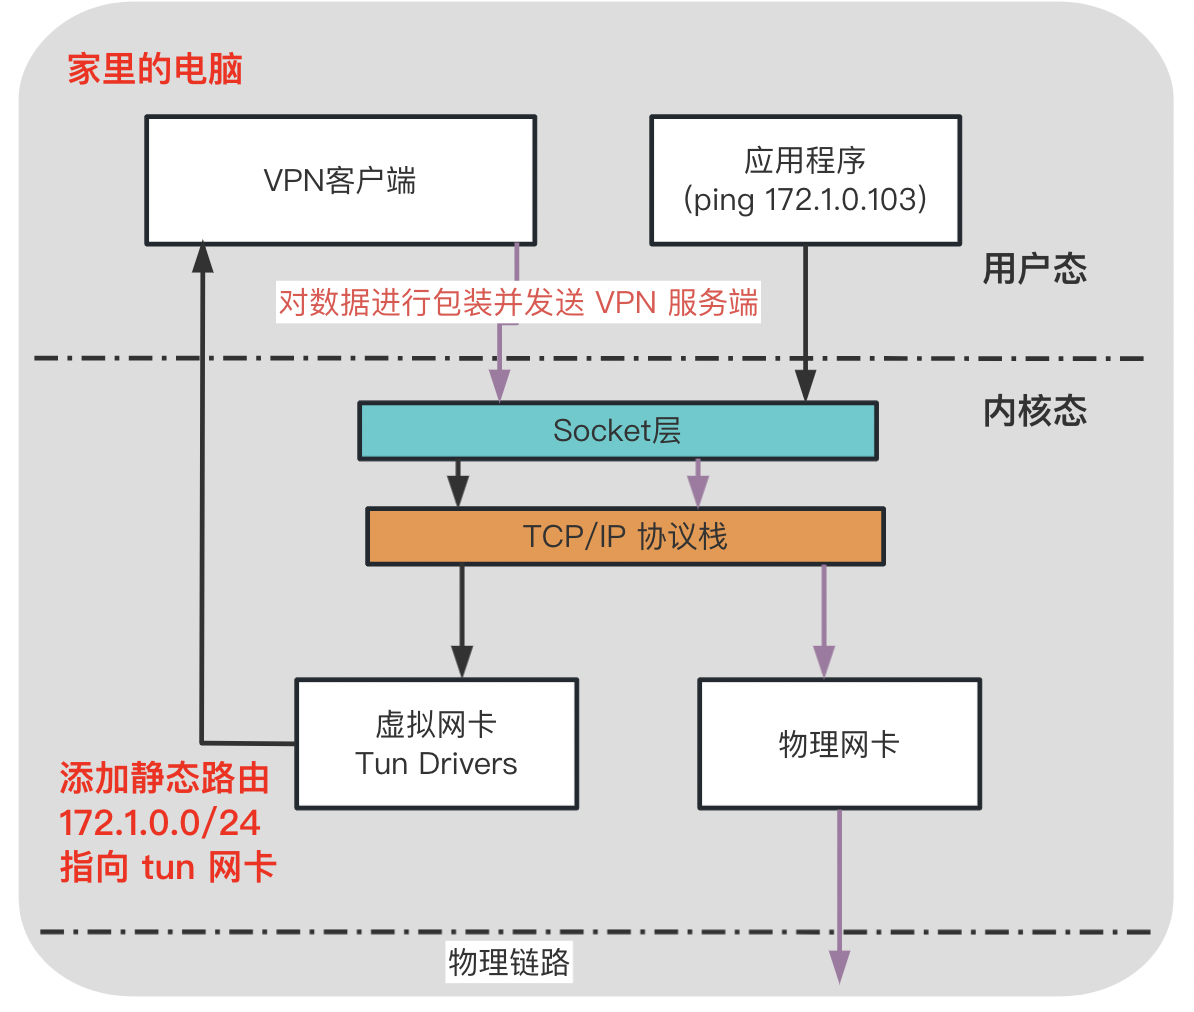 家里的电脑
VPN客户端
应用程序
(ping 172.1.0.103)
用户态
对数据进行包装并发送 VPN 服务端
内核态
Socket层
TCP/IP 协议栈
虚拟网卡
Tun Drivers
物理网卡
添加静态路由
172.1.0.0/24
指向 tun 网卡
物理链路